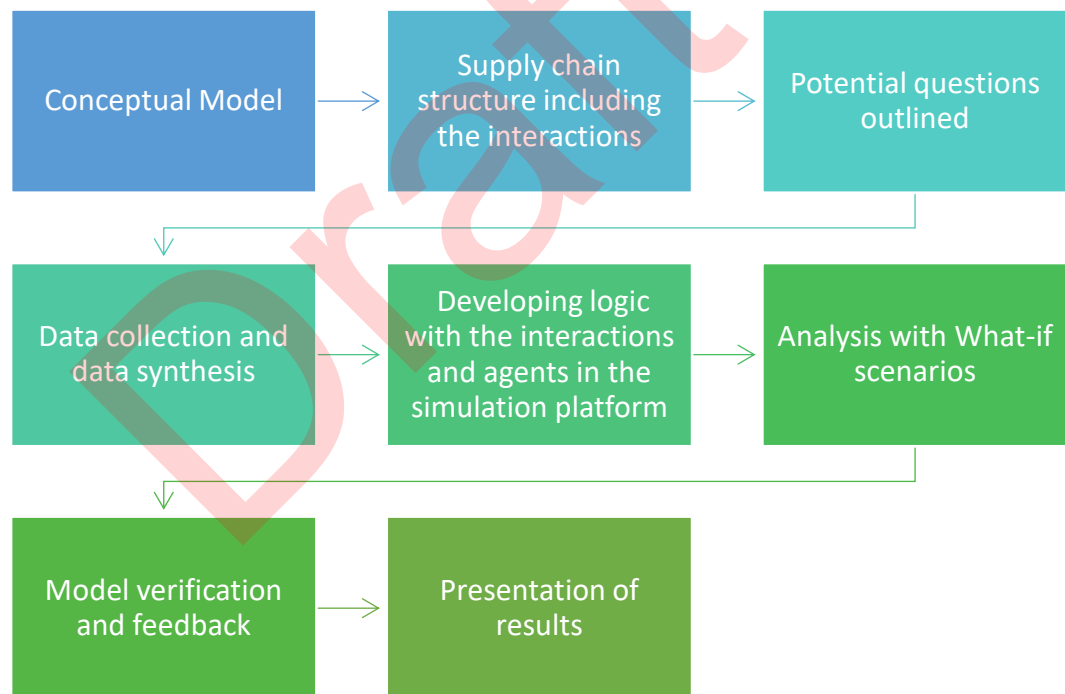 Conceptual Model
Supply chain
structure including
the interactions
Potential questions
outlined
Data collection and
data synthesis
Developing logic
with the interactions
and agents in the
simulation platform
Analysis with What-if
scenarios
Model verification
and feedback
Presentation of
results
Draft